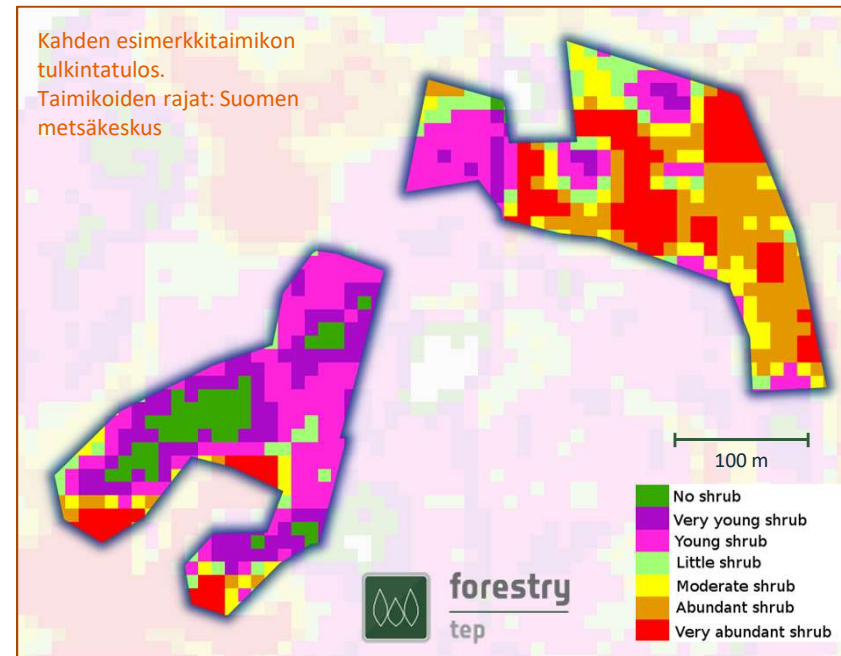 Kahden esimerkkitaimikon
tulkintatulos.
Taimikoiden rajat: Suomen
metsäkeskus
100 m
No shrub
Very young shrub
Young shrub
Little shrub
Moderate shrub
Abundant shrub
Very abundant shrub
forestry
tep